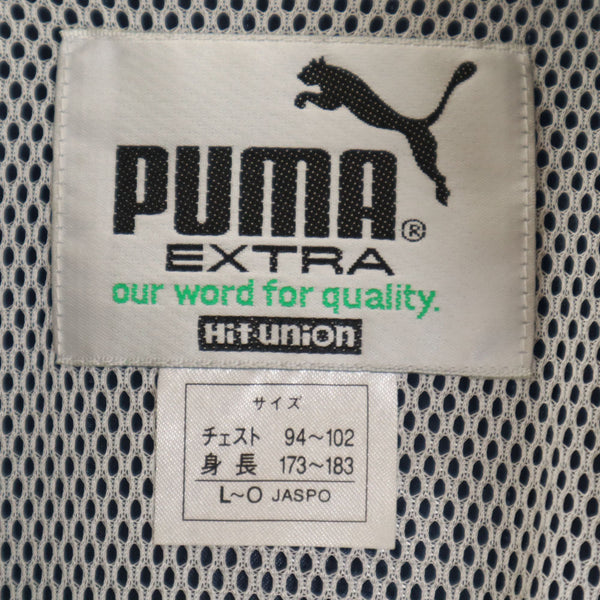 PUMA®
EXTRA
our word for quality.
Hit-union
サイズ
チェスト 94~102
身長 173~183
L~O JASPO